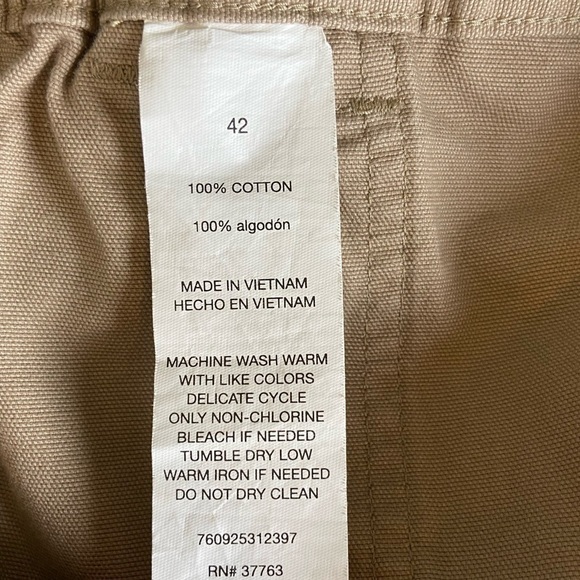 42
100% COTTON
100% algodón
MADE IN VIETNAM
HECHO EN VIETNAM
MACHINE WASH WARM
WITH LIKE COLORS
DELICATE CYCLE
ONLY NON-CHLORINE
BLEACH IF NEEDED
TUMBLE DRY LOW
WARM IRON IF NEEDED
DO NOT DRY CLEAN
760925312397
RN# 37763